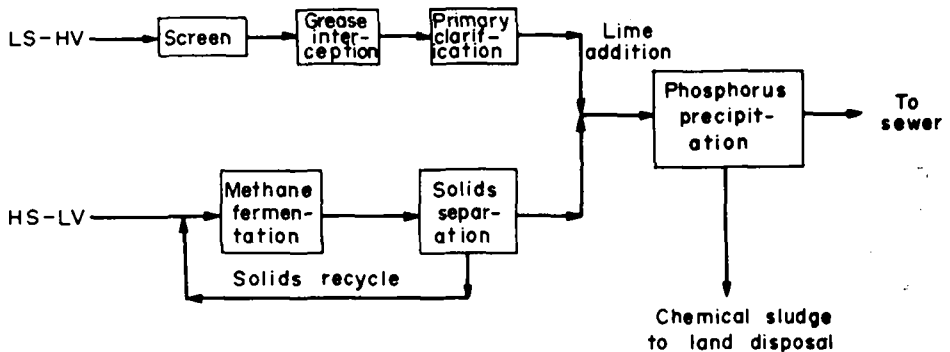 LS-HV
Screen
Grease
inter-
ception
Primary
clarif-
ication
Lime
addition
Phosphorus
precipit-
ation
To
sewer
HS-LV
Methane
fermen-
tation
Solids
separ-
ation
Solids recycle
Chemical sludge
to land disposal